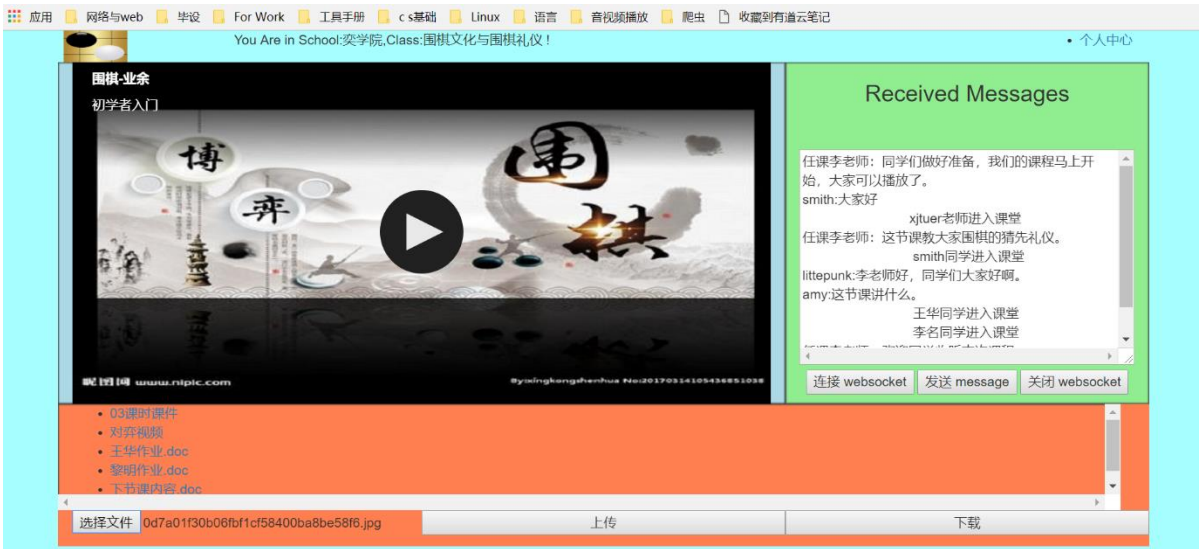 应用 网络与web 毕设 For Work 工具手册 c s基础 Linux 语言 音视频播放 爬虫 收藏到有道云笔记
You Are in School:奕学院,Class:围棋文化与围棋礼仪！
个人中心
围棋-业余
初学者入门
博弈
围棋
昵图网 www.nipic.com
By:xingkongshenhua No:20170314105436851038
Received Messages
任课李老师：同学们做好准备，我们的课程马上开
始，大家可以播放了。
smith:大家好
xjtuer老师进入课堂
任课李老师：这节课教大家围棋的猜先礼仪。
smith同学进入课堂
littepunk:李老师好，同学们大家好啊。
amy:这节课讲什么。
王华同学进入课堂
李名同学进入课堂
连接 websocket 发送 message 关闭 websocket
03课时课件
对弈视频
王华作业.doc
黎明作业.doc
下节课内容.doc
选择文件 0d7a01f30b06fbf1cf58400ba8be58f6.jpg 上传 下载